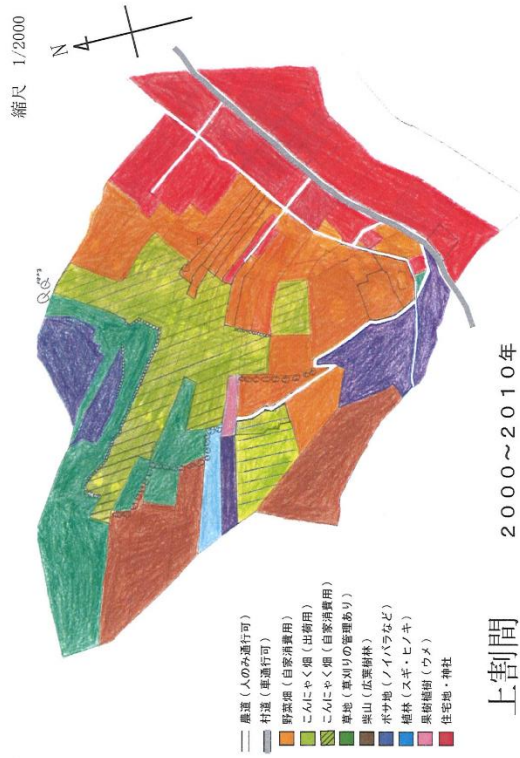 縮尺 1/2000
N
農道（人のみ通行可）
村道（車通行可）
野菜畑（自家消費用）
こんにゃく畑（出荷用）
こんにゃく畑（自家消費用）
草地（草刈りの管理あり）
柴山（広葉樹林）
ボサ地（ノイバラなど）
植林（スギ・ヒノキ）
果樹植樹（ウメ）
住宅地・神社
上割間
2000～2010年